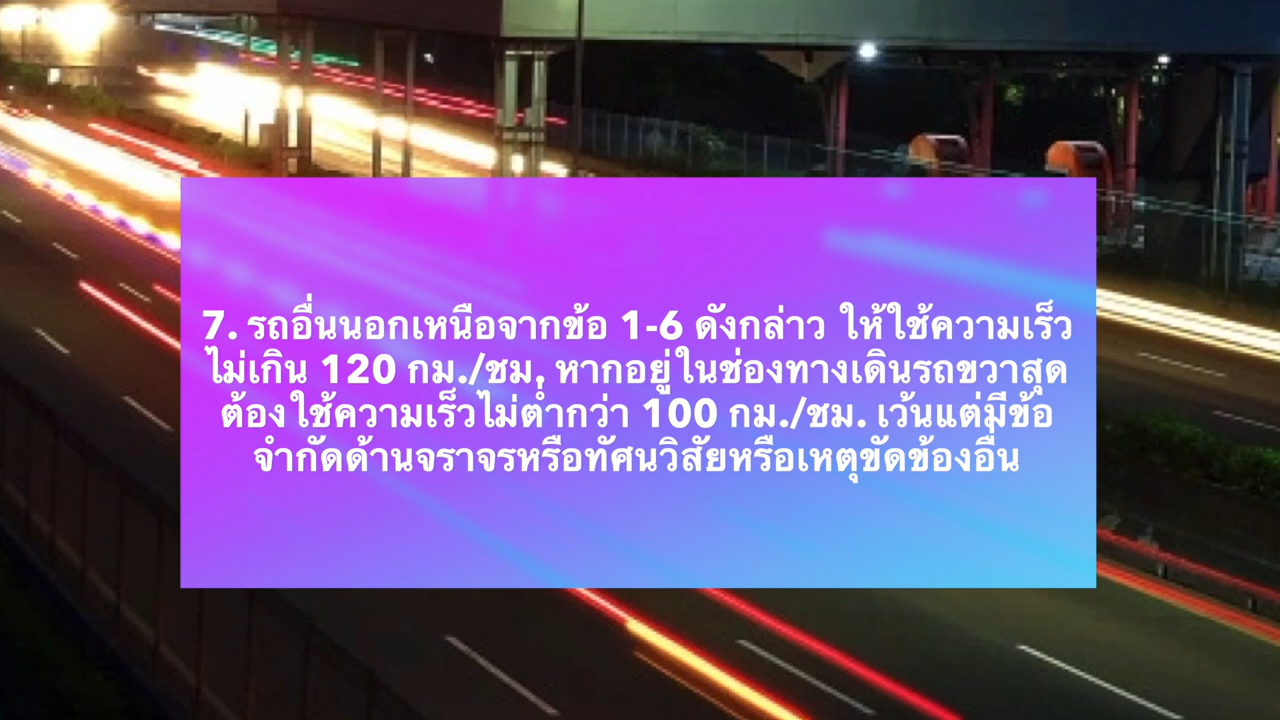 7. รถอื่นนอกเหนือจากข้อ 1-6 ดังกล่าว ให้ใช้ความเร็ว
ไม่เกิน 120 กม./ชม. หากอยู่ในช่องทางเดินรถขวาสุด
ต้องใช้ความเร็วไม่ต่ำกว่า 100 กม./ชม. เว้นแต่มีข้อ
จำกัดด้านจราจรหรือทัศนวิสัยหรือเหตุขัดข้องอื่น